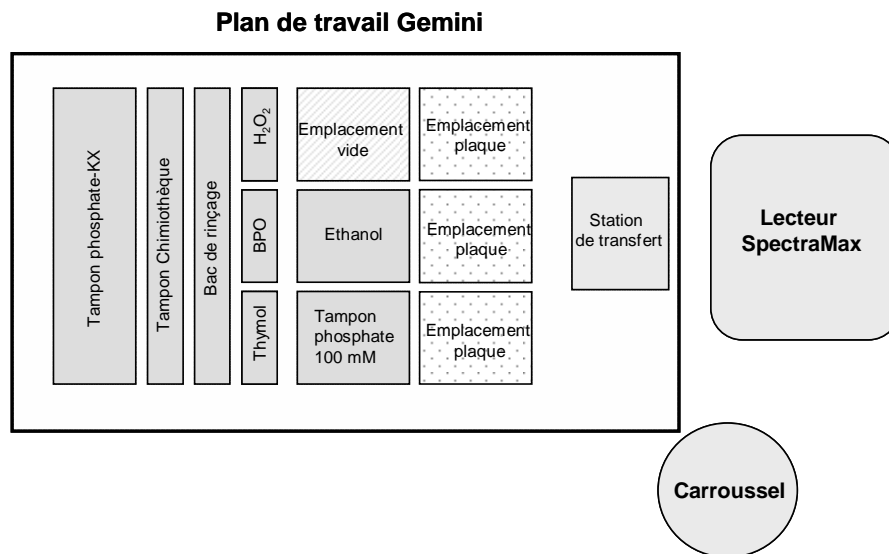 Plan de travail Gemini
Tampon phosphate-KX
Tampon Chimiothèque
Bac de rinçage
H₂O₂
BPO
Thymol
Emplacement
vide
Ethanol
Tampon
phosphate
100 mM
Emplacement
plaque
Emplacement
plaque
Emplacement
plaque
Station
de transfert
Lecteur
SpectraMax
Carroussel